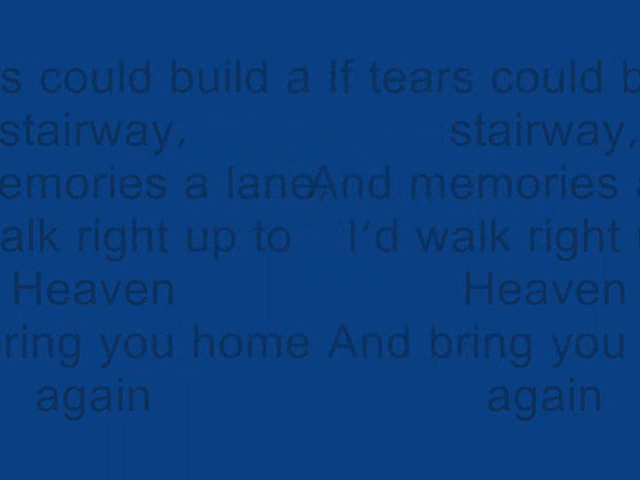 s could build a If tears could b
stairway, stairway,
emories a lane, And memories a
alk right up to I'd walk right
Heaven Heaven
ring you home And bring you
again again